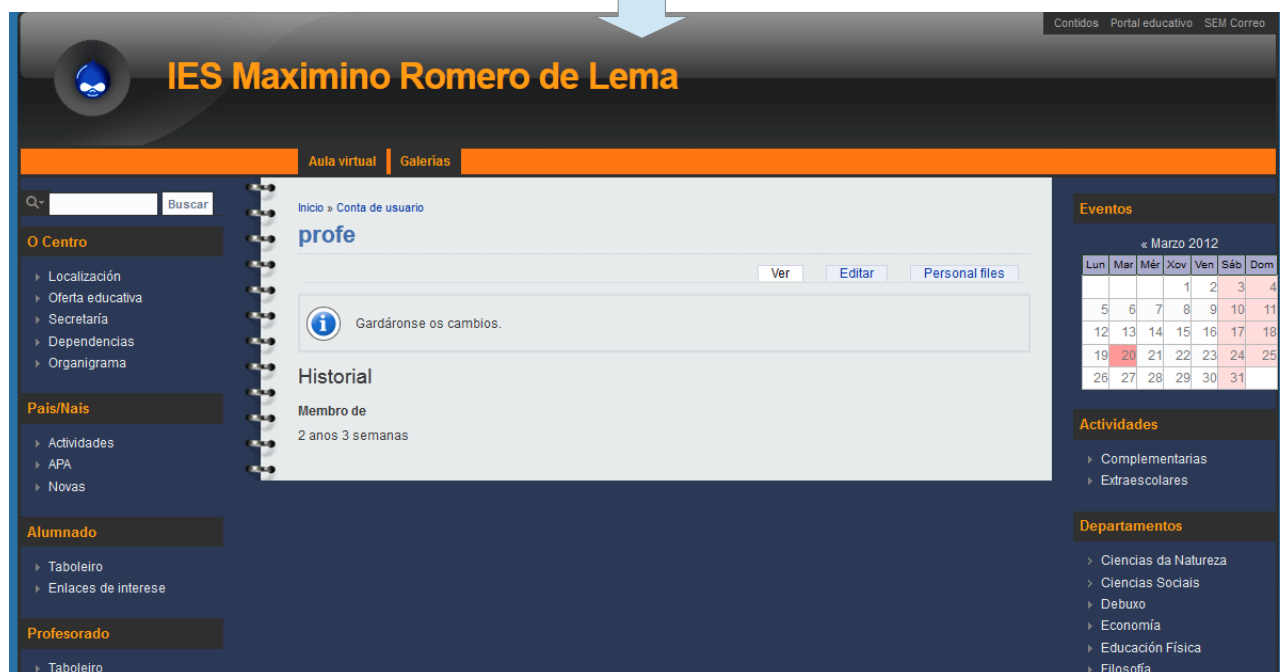 Contidos Portal educativo SEM Correo
IES Maximino Romero de Lema
Aula virtual Galerías
Buscar
O Centro
Localización
Oferta educativa
Secretaría
Dependencias
Organigrama
Pais/Nais
Actividades
APA
Novas
Alumnado
Taboleiro
Enlaces de interese
Profesorado
Taboleiro
Inicio » Conta de usuario
profe
Ver Editar Personal files
Gardáronse os cambios.
Historial
Membro de
2 anos 3 semanas
Eventos
« Marzo 2012
Lun Mar Mér Xov Ven Sáb Dom
1 2 3 4
5 6 7 8 9 10 11
12 13 14 15 16 17 18
19 20 21 22 23 24 25
26 27 28 29 30 31
Actividades
Complementarias
Extraescolares
Departamentos
Ciencias da Natureza
Ciencias Sociais
Debuxo
Economía
Educación Física
Filosofía